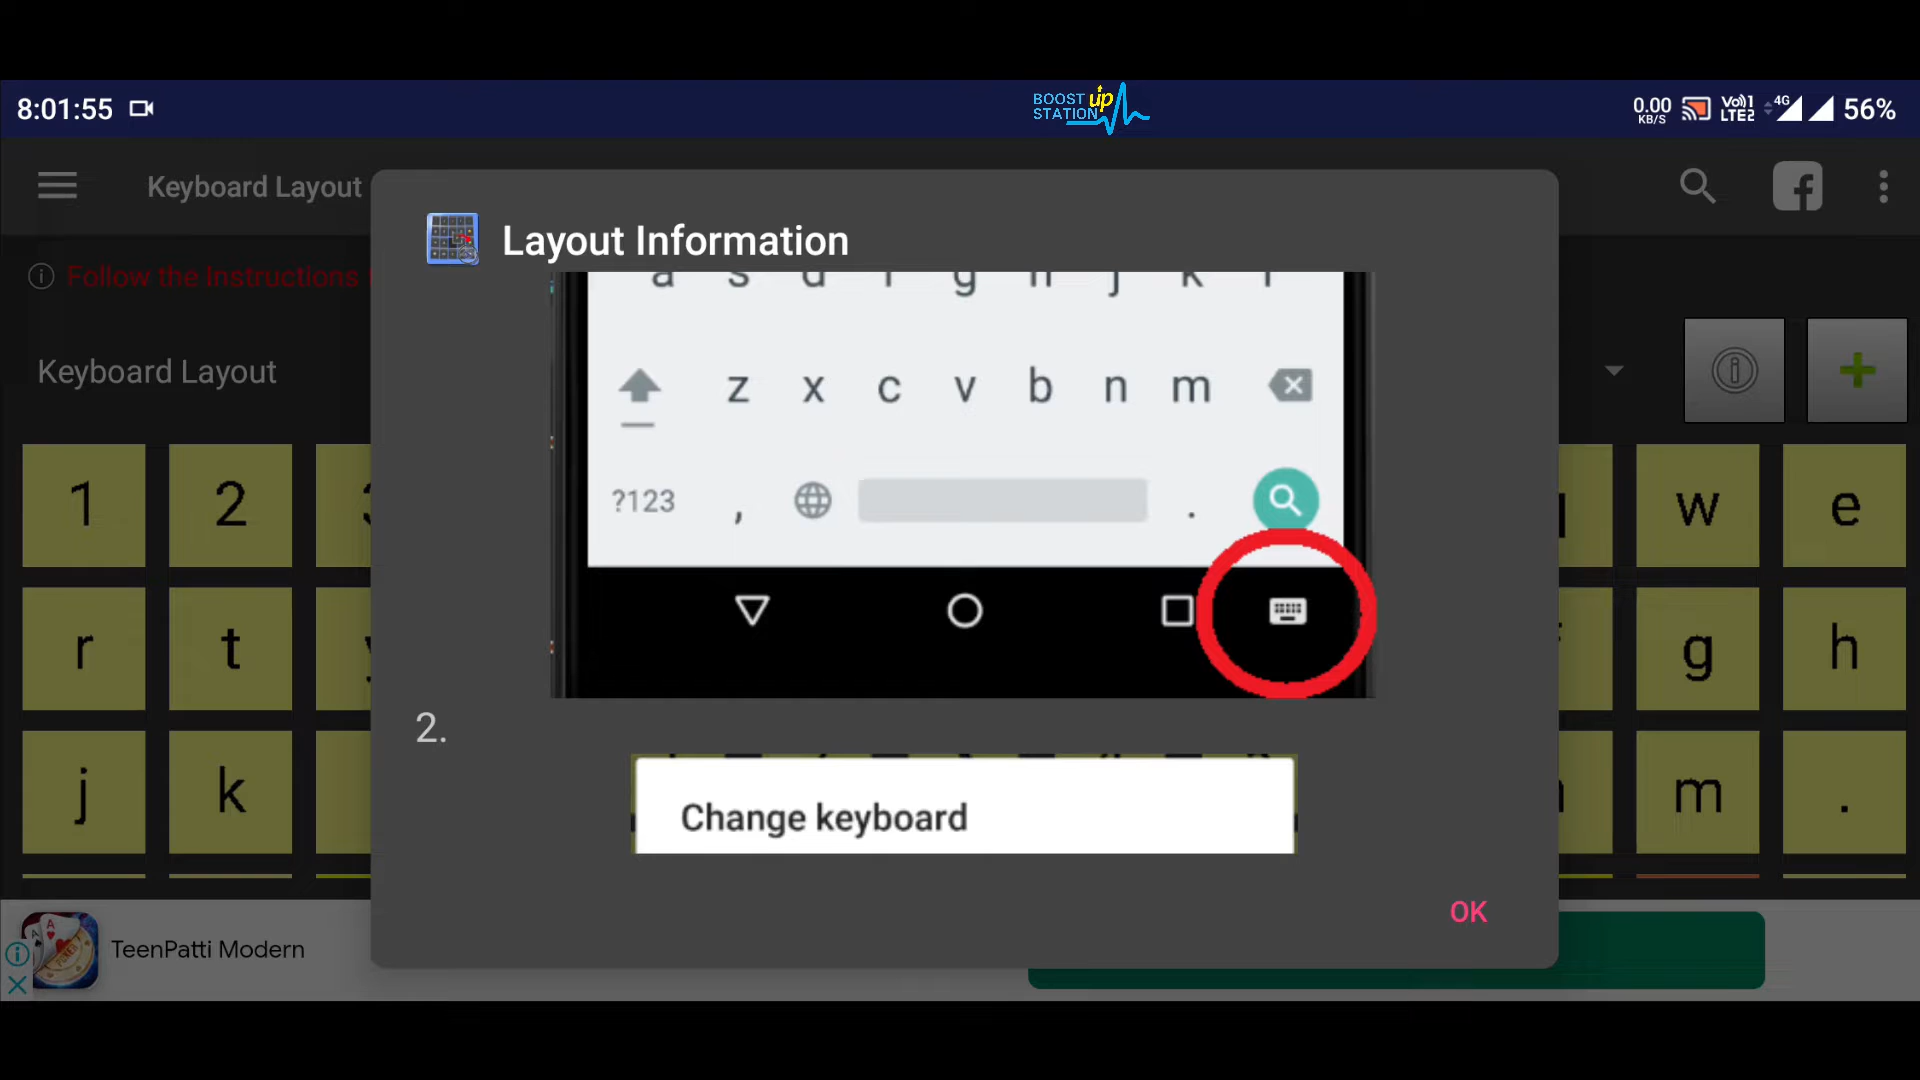 8:01:55
BOOST up
STATION
0.00
KB/S
Vo))1
LTE2
4G
56%
Keyboard Layout
Layout Information
Follow the Instructions
Keyboard Layout
a s d f g h j k l
z x c v b n m
?123 , .
1 2 w e
r t g h
j k m .
2.
Change keyboard
OK
TeenPatti Modern